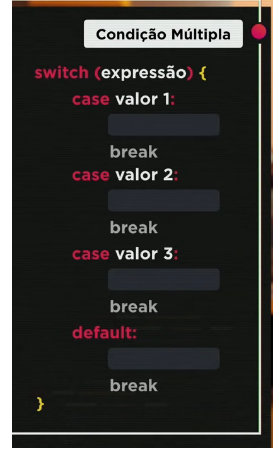 Condição Múltipla
switch (expressão) {
case valor 1:
break
case valor 2:
break
case valor 3:
break
default:
break
}